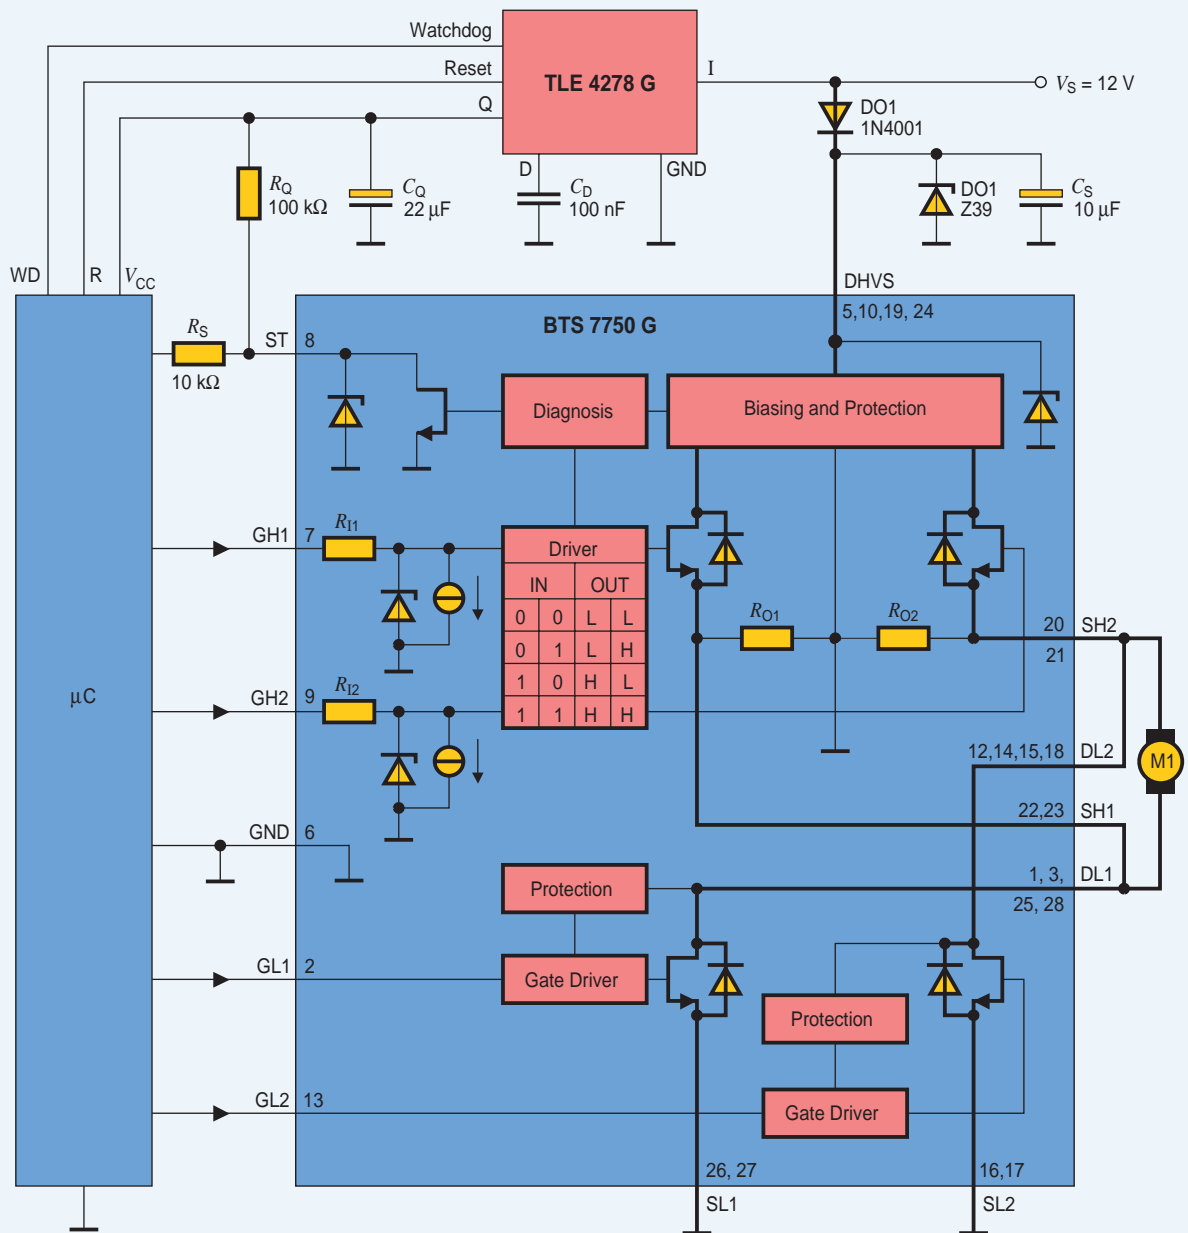 Watchdog
Reset
Q
TLE 4278 G
I
VS = 12 V
DO1
1N4001
D
GND
RQ
100 kΩ
CQ
22 µF
CD
100 nF
DO1
Z39
CS
10 µF
WD
R
VCC
DHVS
5,10,19, 24
BTS 7750 G
RS
10 kΩ
ST
8
Diagnosis
Biasing and Protection
GH1
7
RI1
Driver
IN
OUT
0 0 L L
0 1 L H
1 0 H L
1 1 H H
RO1
RO2
20
SH2
21
µC
GH2
9
RI2
12,14,15,18
DL2
M1
22,23
SH1
GND
6
Protection
1, 3,
DL1
25, 28
GL1
2
Gate Driver
Protection
GL2
13
Gate Driver
26, 27
SL1
16,17
SL2